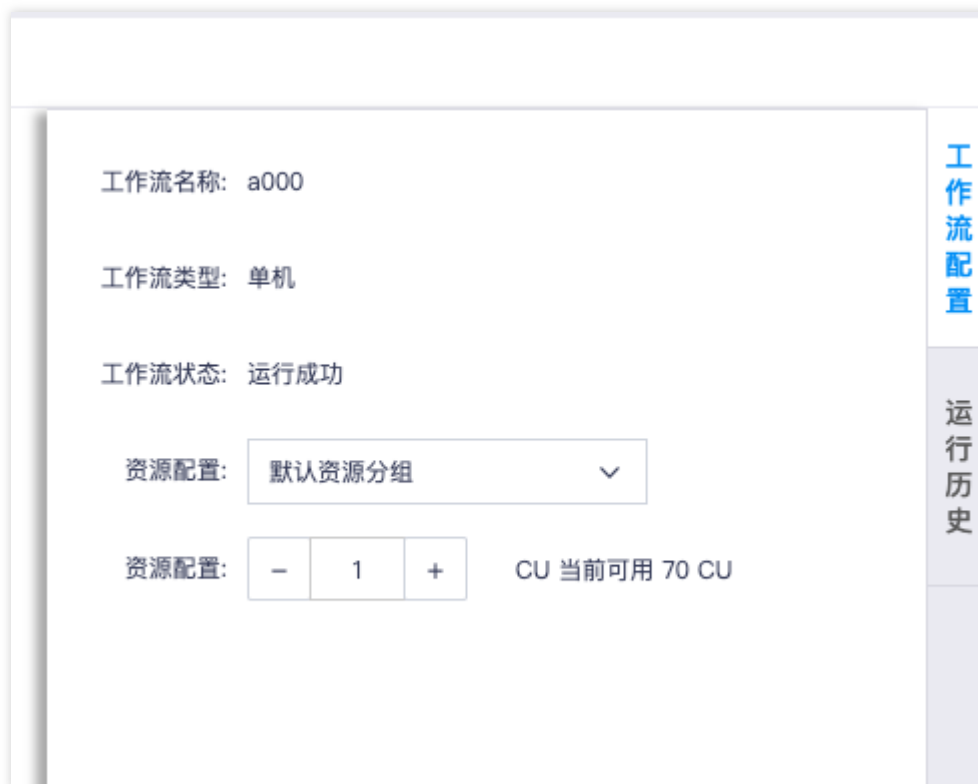 工作流名称: a000
工作流类型: 单机
工作流状态: 运行成功
资源配置: 默认资源分组
资源配置: − 1 + CU 当前可用 70 CU
工作流配置
运行历史